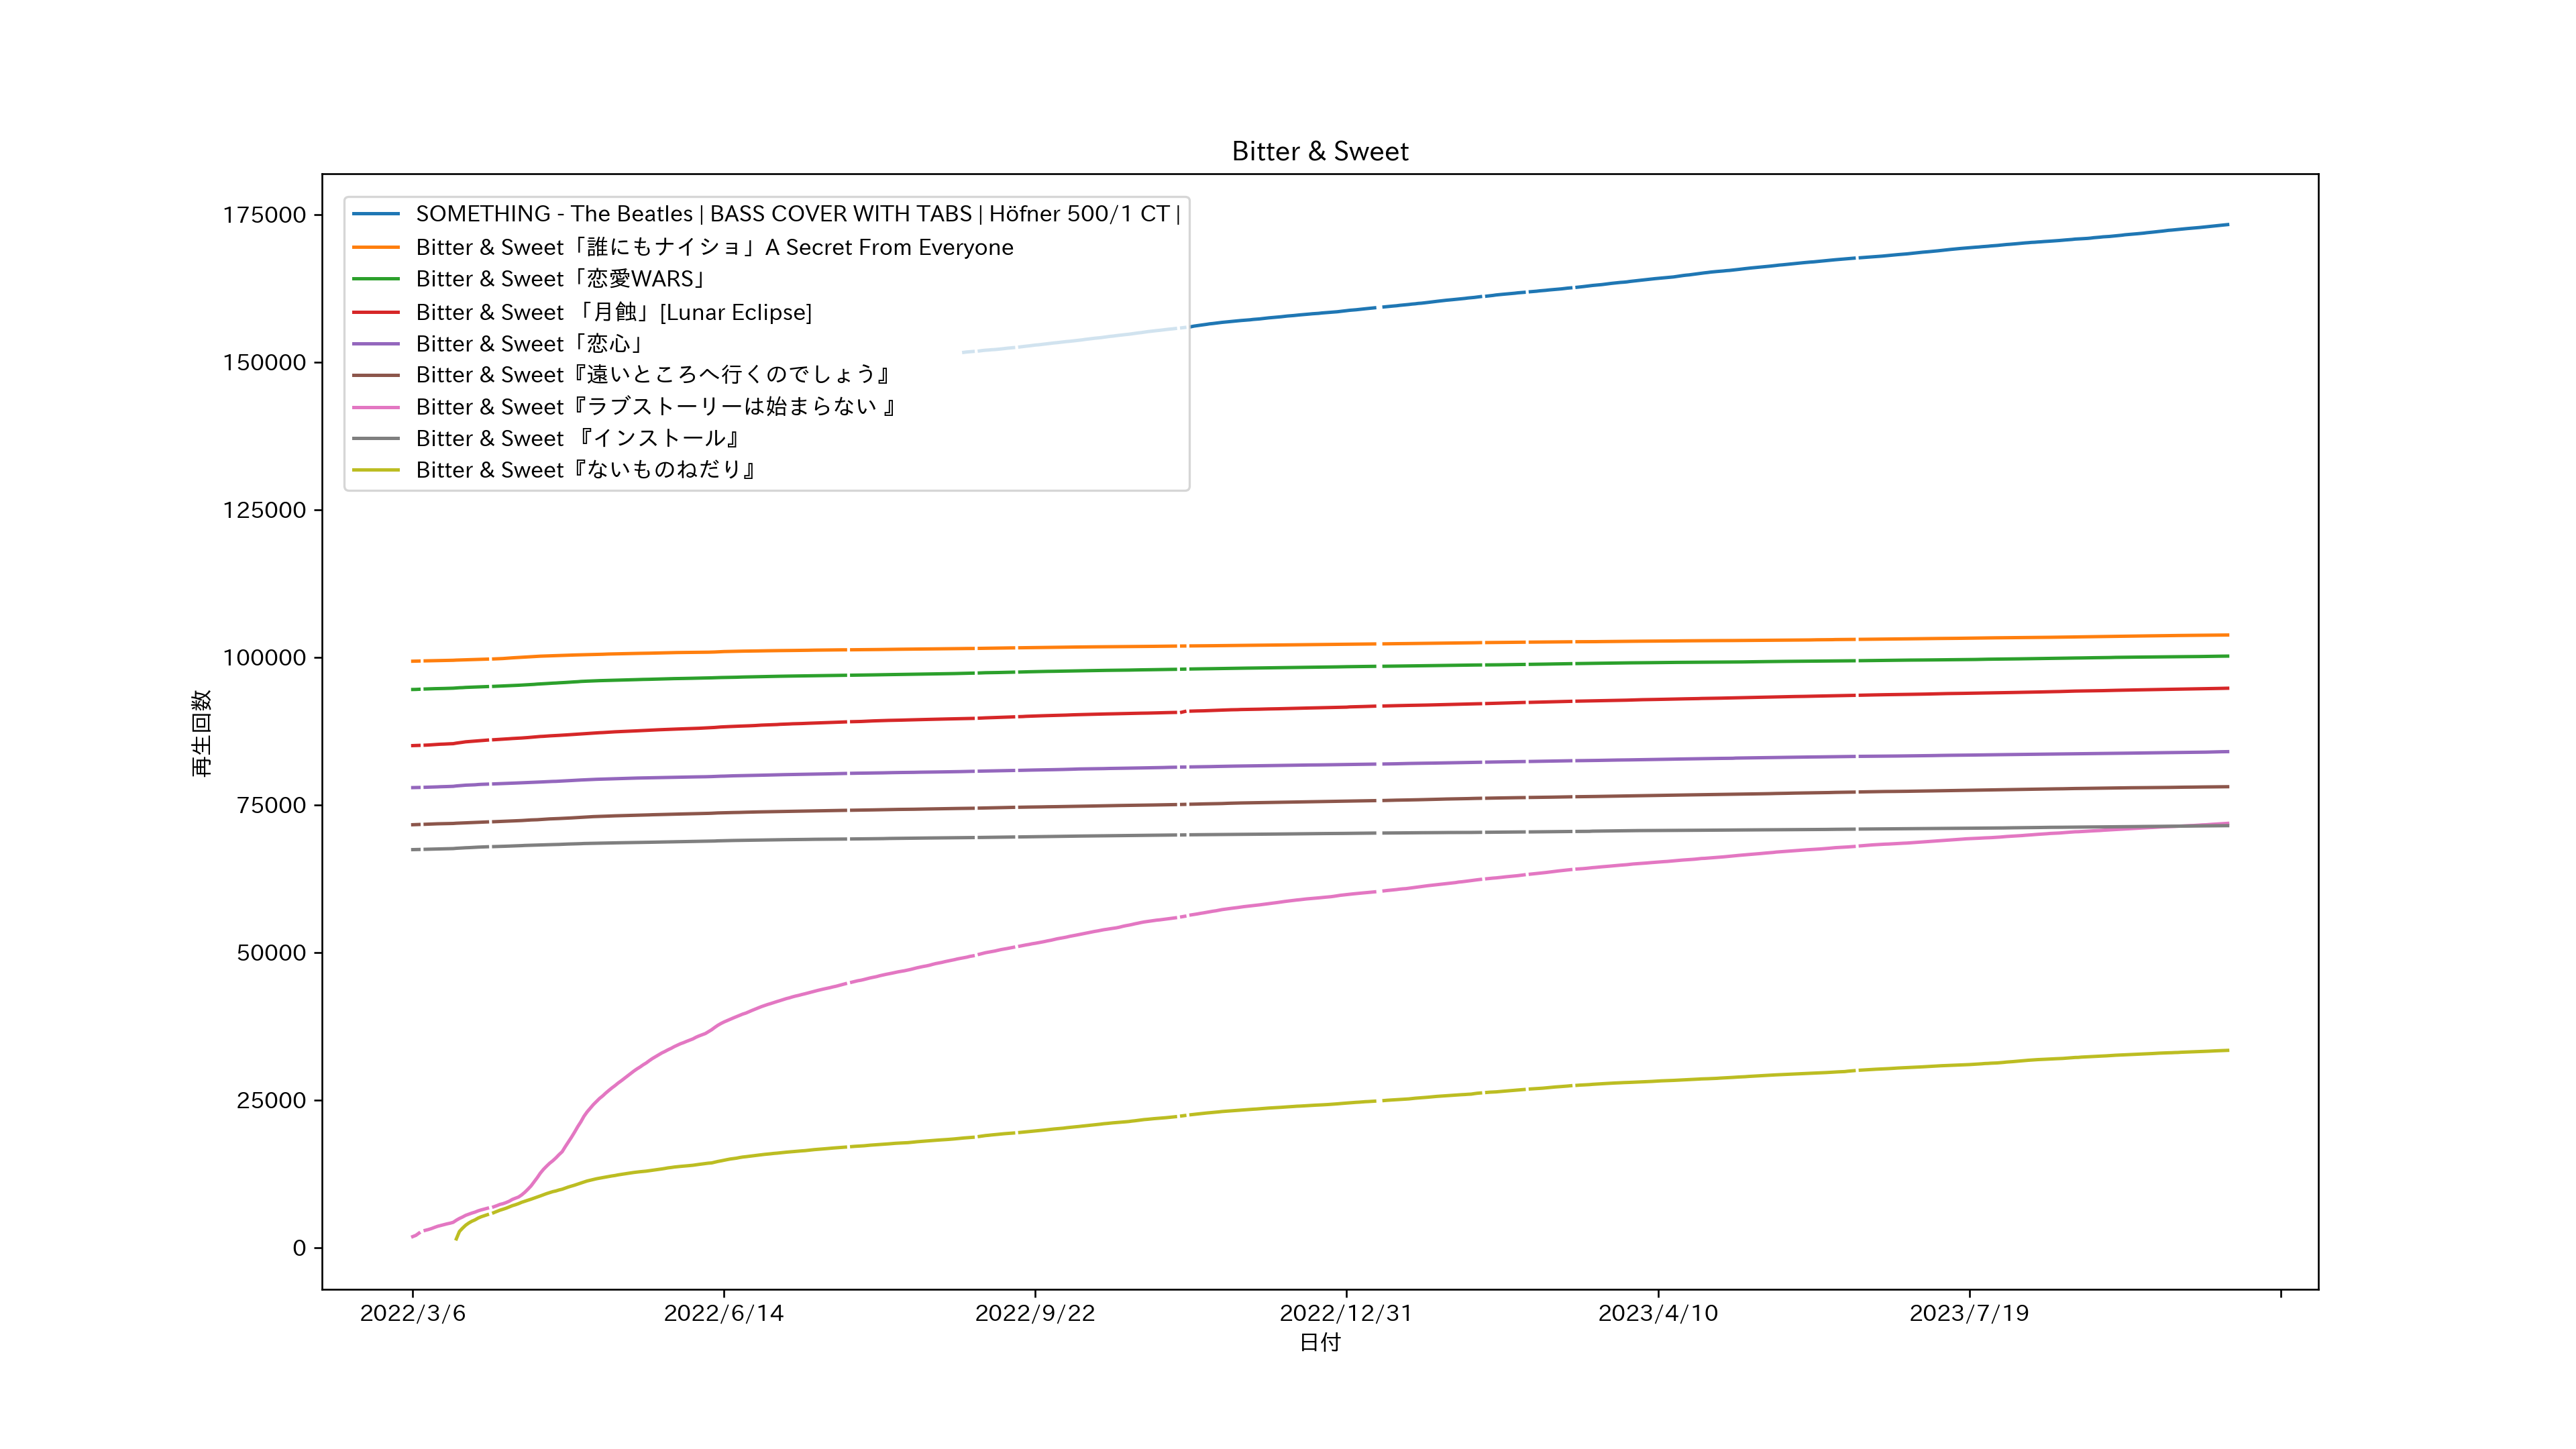 Bitter & Sweet
SOMETHING - The Beatles | BASS COVER WITH TABS | Höfner 500/1 CT |
Bitter & Sweet「誰にもナイショ」A Secret From Everyone
Bitter & Sweet「恋愛WARS」
Bitter & Sweet 「月蝕」[Lunar Eclipse]
Bitter & Sweet「恋心」
Bitter & Sweet『遠いところへ行くのでしょう』
Bitter & Sweet『ラブストーリーは始まらない 』
Bitter & Sweet 『インストール』
Bitter & Sweet『ないものねだり』
再生回数
175000
150000
125000
100000
75000
50000
25000
0
2022/3/6 2022/6/14 2022/9/22 2022/12/31 2023/4/10 2023/7/19
日付